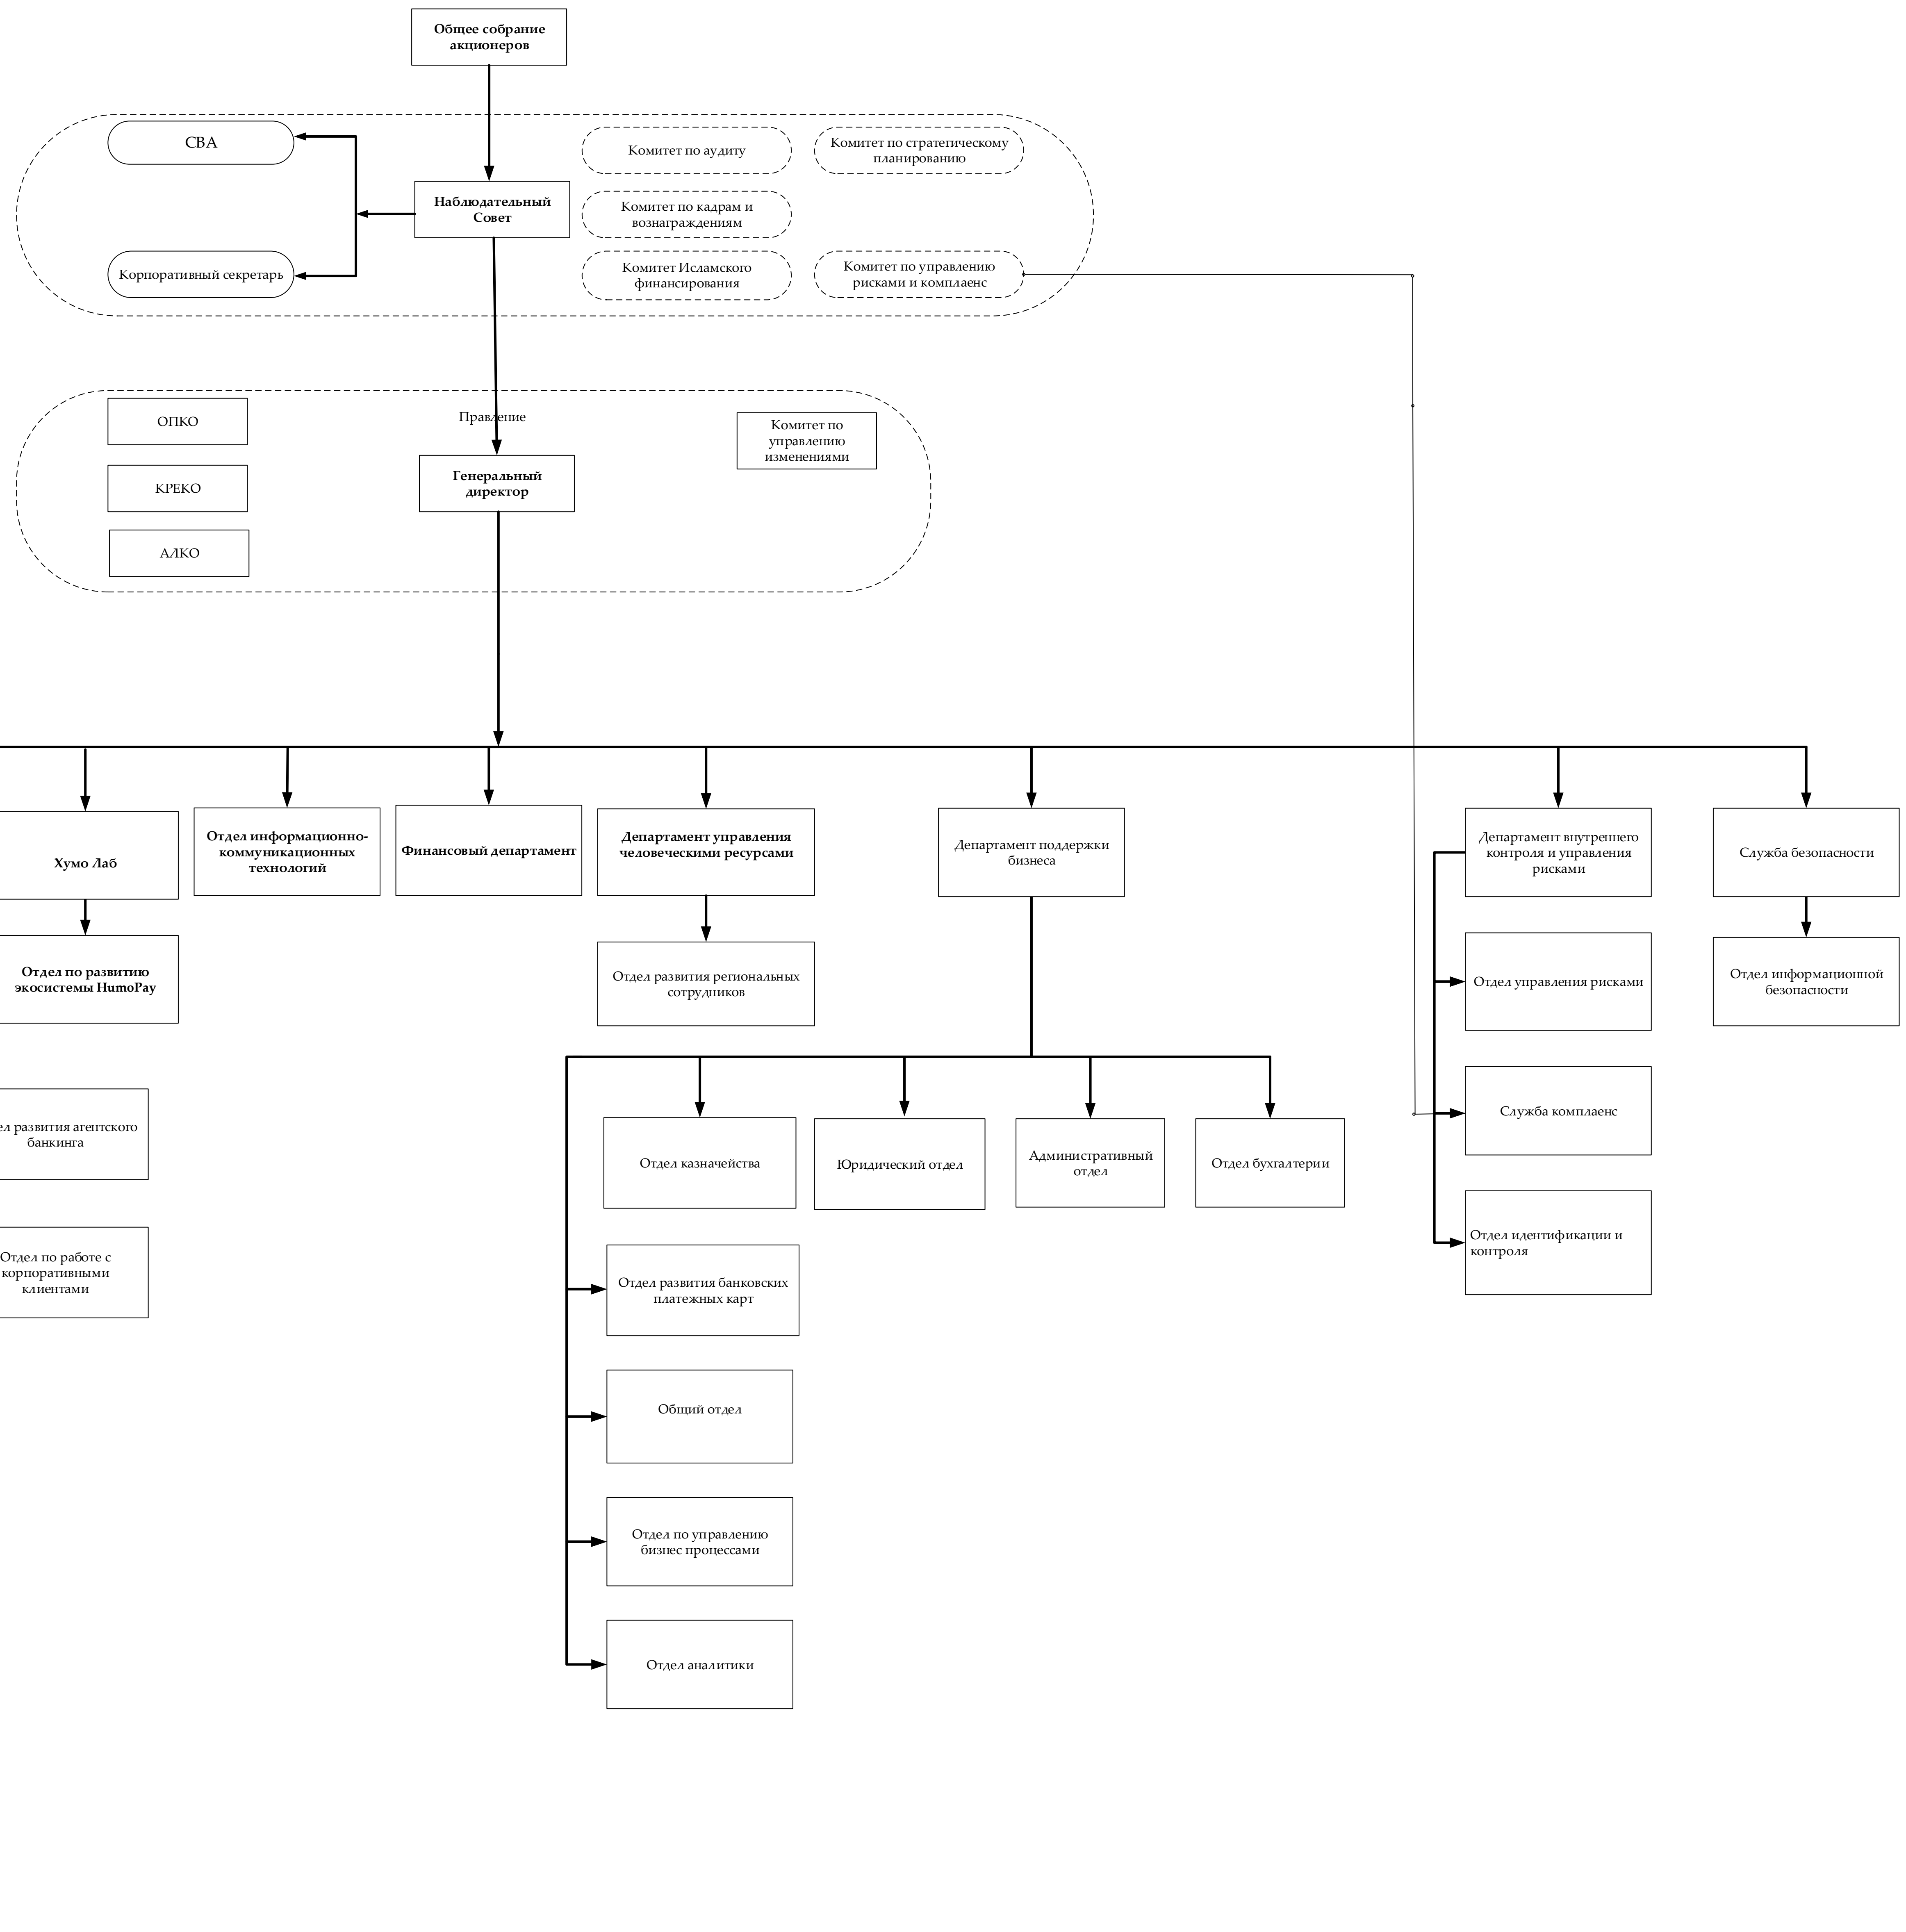 Общее собрание
акционеров
СВА
Комитет по аудиту
Комитет по стратегическому
планированию
Наблюдательный
Совет
Комитет по кадрам и
вознаграждениям
Корпоративный секретарь
Комитет Исламского
финансирования
Комитет по управлению
рисками и комплаенс
ОПКО
Правление
Комитет по
управлению
изменениями
КРЕКО
Генеральный
директор
АЛКО
Хумо Лаб
Отдел информационно-
коммуникационных
технологий
Финансовый департамент
Департамент управления
человеческими ресурсами
Департамент поддержки
бизнеса
Департамент внутреннего
контроля и управления
рисками
Служба безопасности
Отдел по развитию
экосистемы HumoPay
Отдел развития региональных
сотрудников
Отдел управления рисками
Отдел информационной
безопасности
развития агентского
банкинга
Отдел казначейства
Юридический отдел
Административный
отдел
Отдел бухгалтерии
Служба комплаенс
Отдел по работе с
корпоративными
клиентами
Отдел развития банковских
платежных карт
Отдел идентификации и
контроля
Общий отдел
Отдел по управлению
бизнес процессами
Отдел аналитики